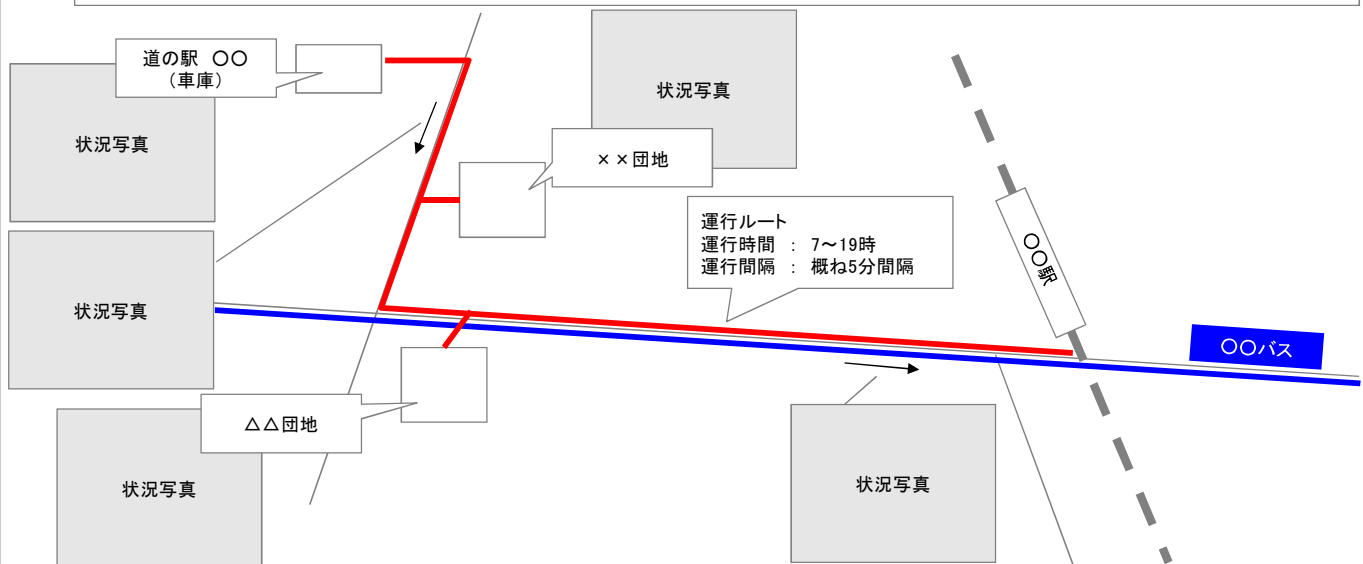 道の駅 〇〇
(車庫)
状況写真
状況写真
××団地
運行ルート
運行時間 : 7～19時
運行間隔 : 概ね5分間隔
〇〇駅
状況写真
〇〇バス
△△団地
状況写真
状況写真